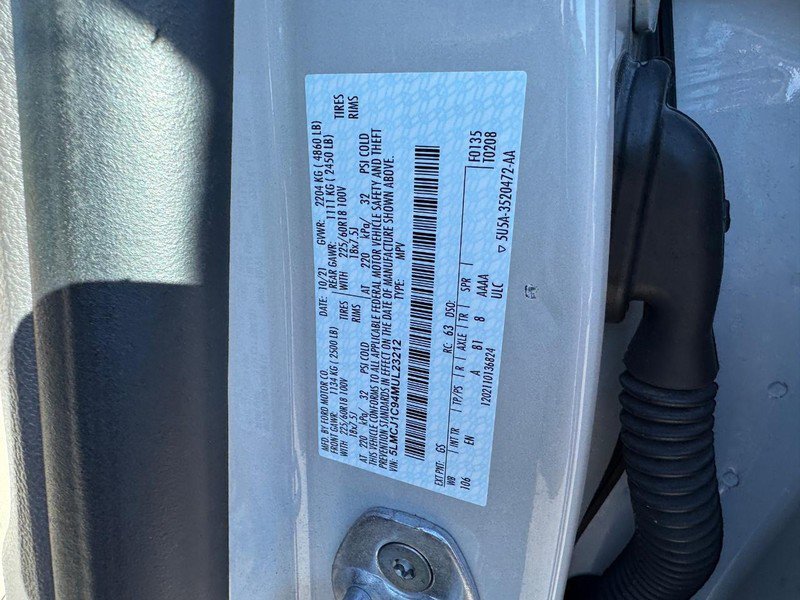 MFD. BY FORD MOTOR CO.
DATE: 10/21 GVWR: 2204 KG ( 4860 LB)
FRONT GAWR: 1134 KG ( 2500 LB) REAR GAWR: 1111 KG ( 2450 LB)
WITH 225/60R18 100V TIRES WITH 225/60R18 100V TIRES
18x7.5J RIMS 18x7.5J RIMS
AT 220 kPa/ 32 PSI COLD AT 220 kPa/ 32 PSI COLD
THIS VEHICLE CONFORMS TO ALL APPLICABLE FEDERAL MOTOR VEHICLE SAFETY AND THEFT
PREVENTION STANDARDS IN EFFECT ON THE DATE OF MANUFACTURE SHOWN ABOVE.
VIN: 5LMCJ1C94MUL23212 TYPE: MPV
EXT PNT: GS RC: 63 DSO: F0135
WB INT TR TP/PS R AXLE TR SPR T0208
106 EN A B1 8 AAAA
1202110136824 ULC
5U5A-3520472-AA